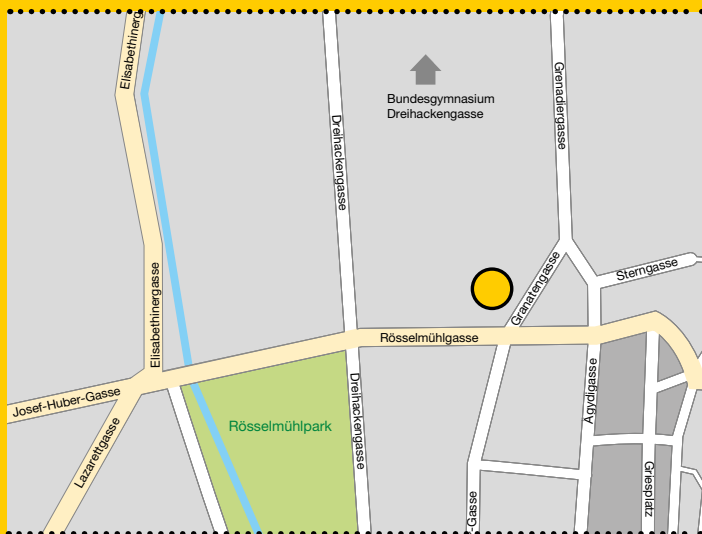 Elisabethinerg
Bundesgymnasium
Dreihackengasse
Grenadiergasse
Dreihackengasse
Granatengasse
Sterngasse
Elisabethinergasse
Rösselmühlgasse
Josef-Huber-Gasse
Dreihackengasse
Agydigasse
Rösselmühlpark
Lazarettgasse
Griesplatz
-Gasse